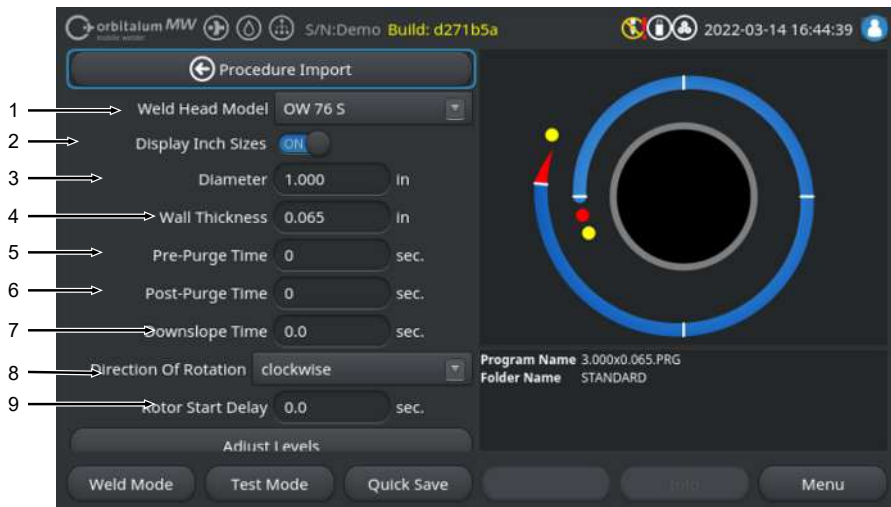 orbitalum MW
mobile welder
S/N:Demo Build: d271b5a
2022-03-14 16:44:39
Procedure Import
1 Weld Head Model OW 76 S
2 Display Inch Sizes ON
3 Diameter 1.000 in
4 Wall Thickness 0.065 in
5 Pre-Purge Time 0 sec.
6 Post-Purge Time 0 sec.
7 Downslope Time 0.0 sec.
8 Direction Of Rotation clockwise
9 Rotor Start Delay 0.0 sec.
Adjust Levels
Program Name 3.000x0.065.PRG
Folder Name STANDARD
Weld Mode Test Mode Quick Save Info Menu